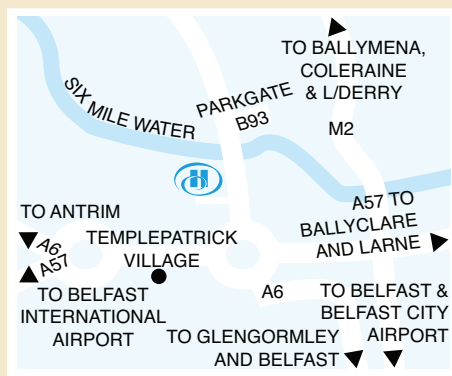 TO BALLYMENA,
COLERAINE
& L/DERRY
SIX MILE WATER
PARKGATE
B93
M2
H
TO ANTRIM
A6
A57
TEMPLEPATRICK
VILLAGE
A57 TO
BALLYCLARE
AND LARNE
TO BELFAST
INTERNATIONAL
AIRPORT
A6
TO BELFAST &
BELFAST CITY
AIRPORT
TO GLENGORMLEY
AND BELFAST